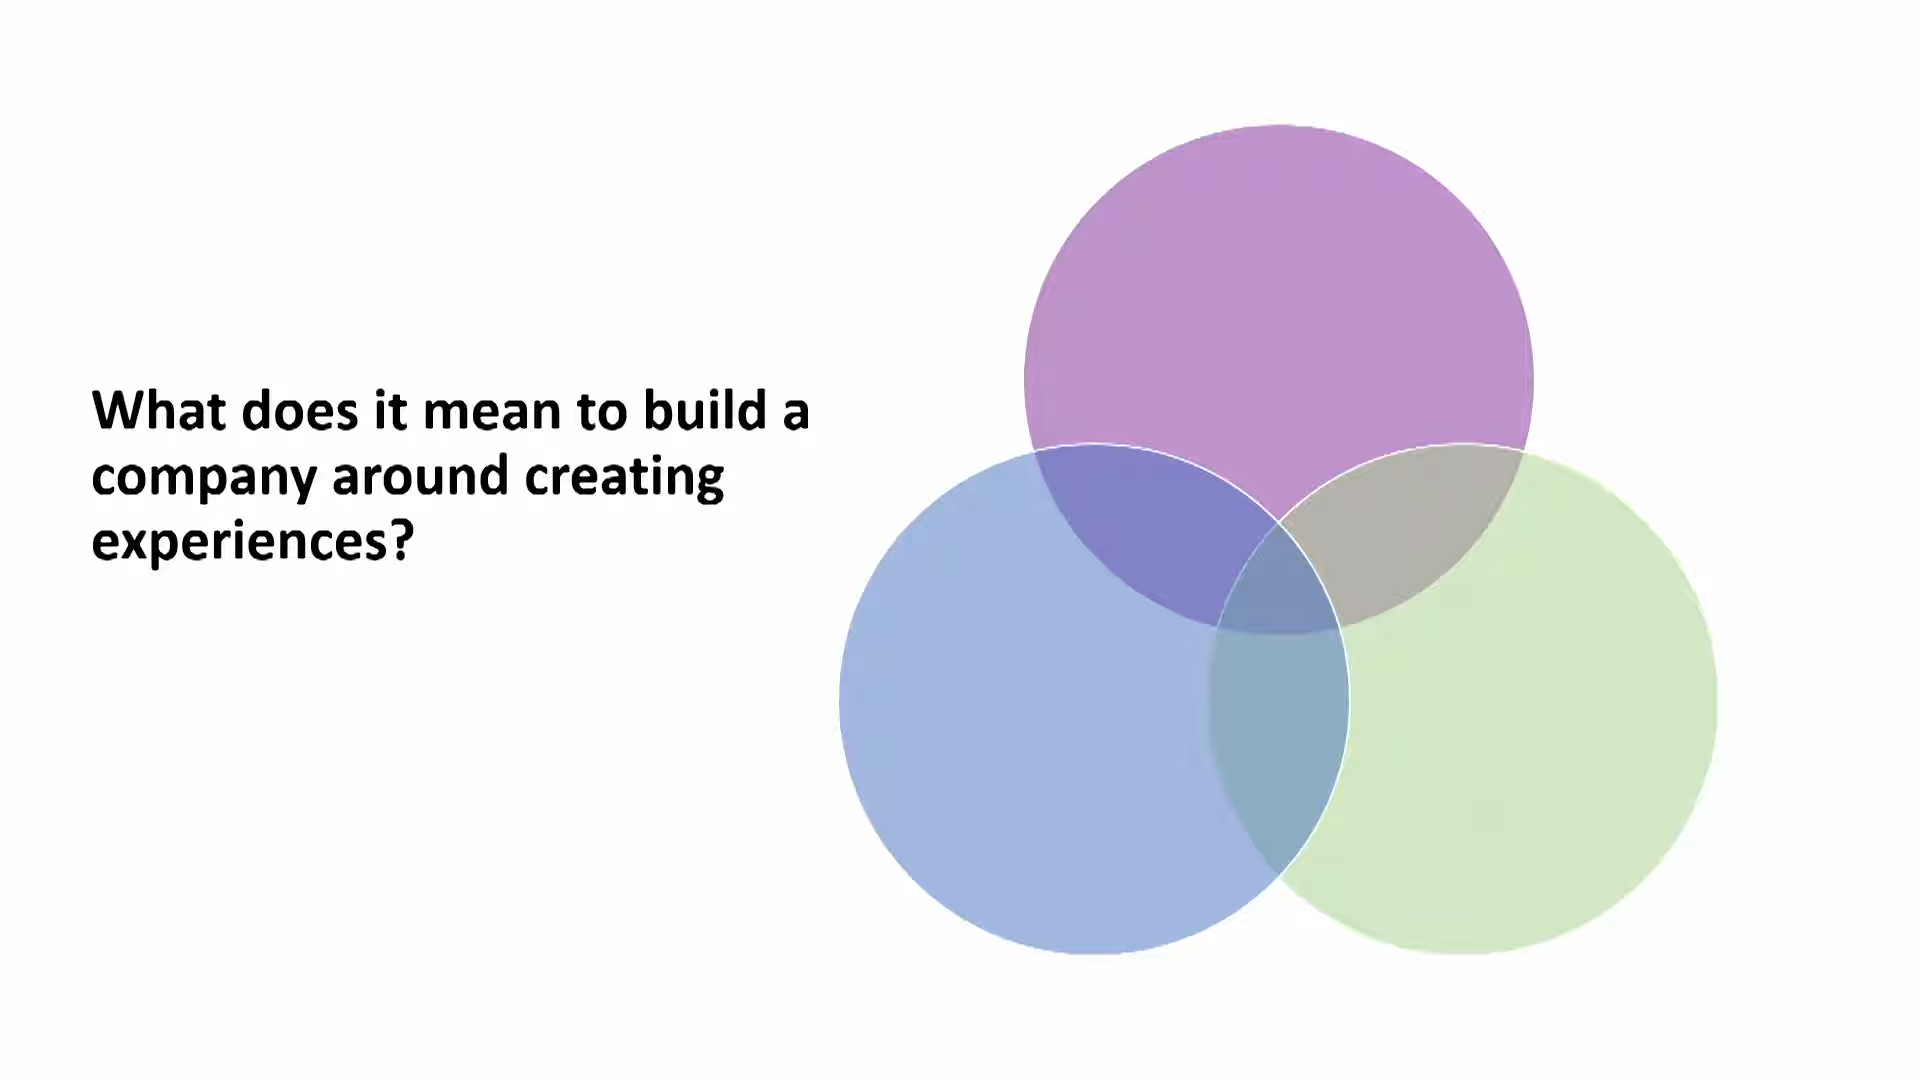 What does it mean to build a
company around creating
experiences?